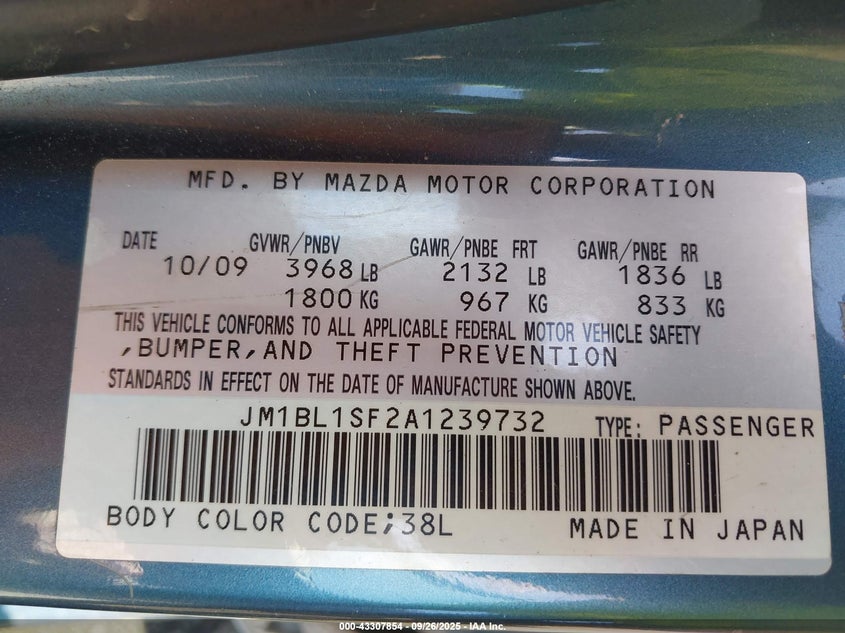 MFD. BY MAZDA MOTOR CORPORATION
DATE GVWR/PNBV GAWR/PNBE FRT GAWR/PNBE RR
10/09 3968 LB 2132 LB 1836 LB
1800 KG 967 KG 833 KG
THIS VEHICLE CONFORMS TO ALL APPLICABLE FEDERAL MOTOR VEHICLE SAFETY
,BUMPER,AND THEFT PREVENTION
STANDARDS IN EFFECT ON THE DATE OF MANUFACTURE SHOWN ABOVE.
JM1BL1SF2A1239732 TYPE: PASSENGER
BODY COLOR CODE;38L MADE IN JAPAN
000-43307854 - 09/26/2025 - IAA Inc.